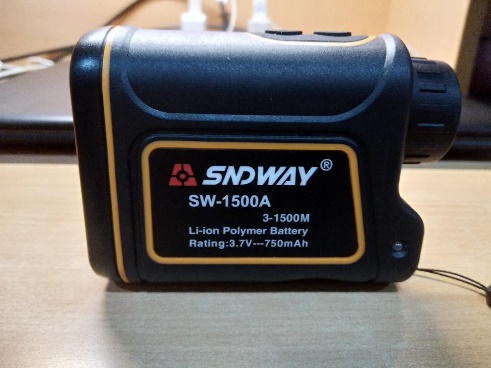 SNDWAY®
SW-1500A
3-1500M
Li-ion Polymer Battery
Rating:3.7V---750mAh